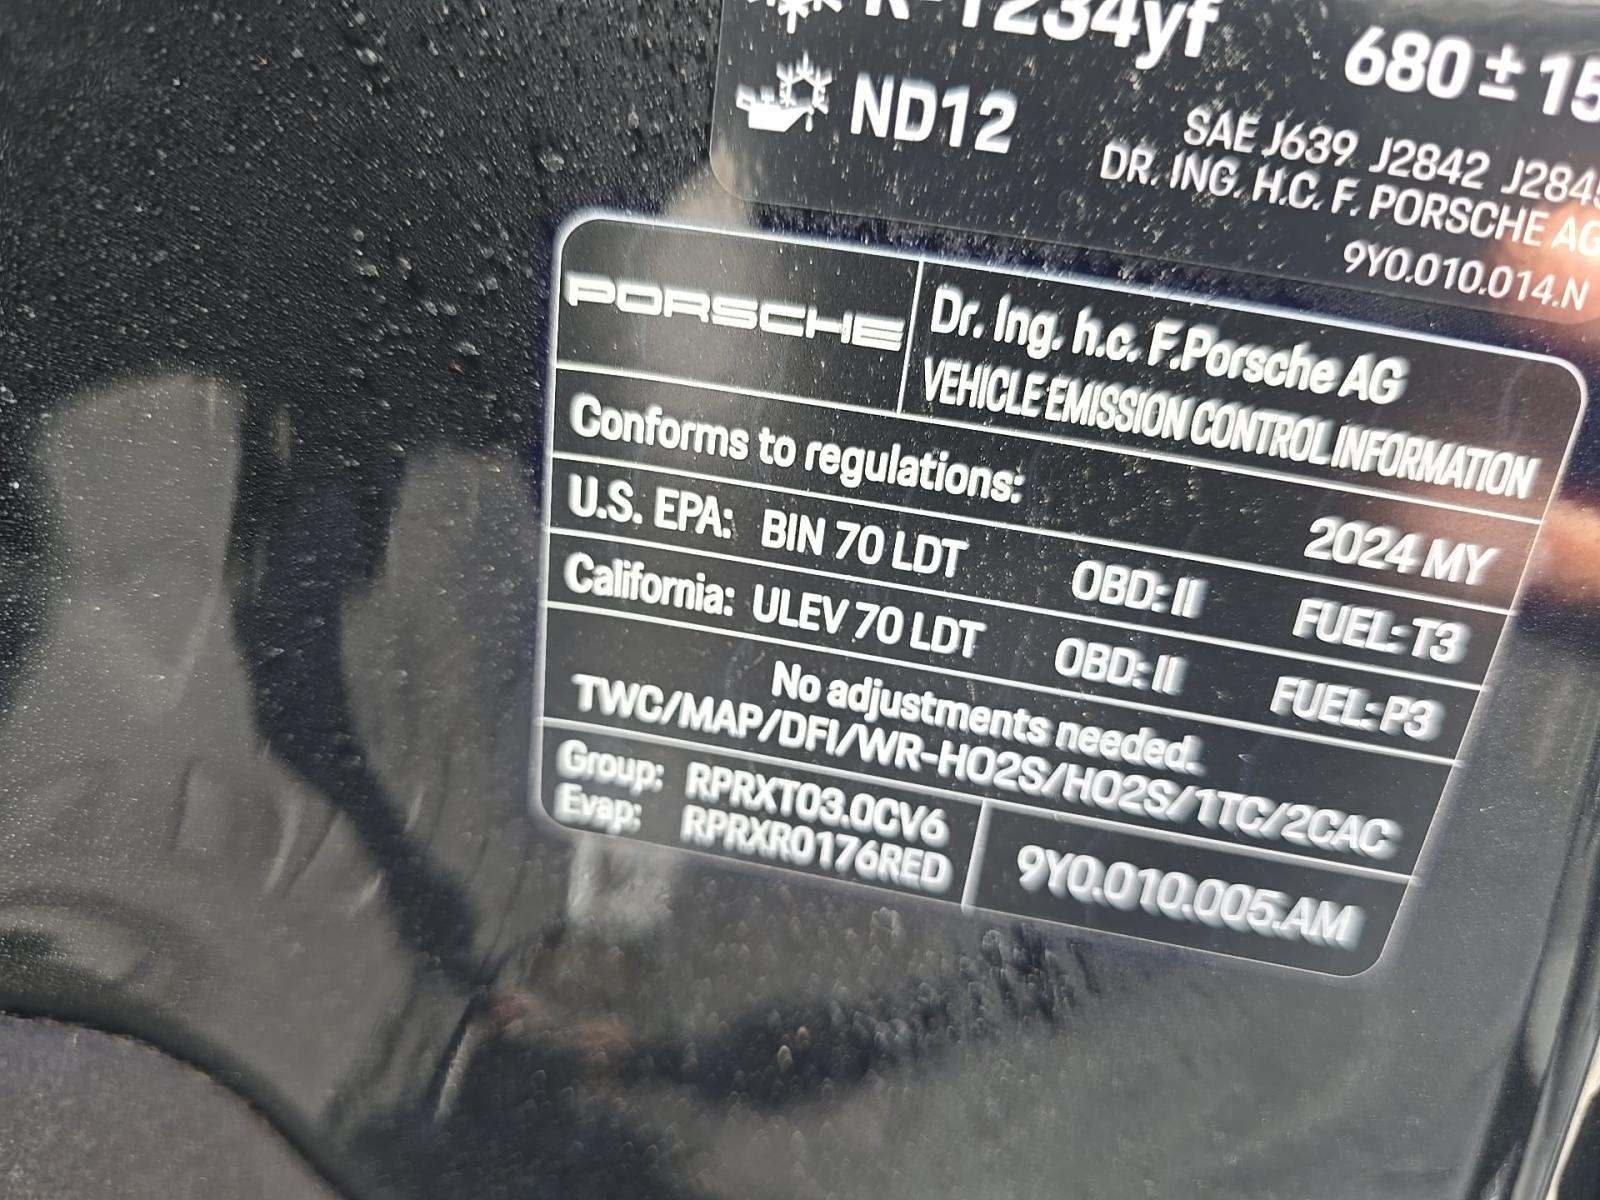 R-1234yf 680 ± 15
ND12
SAE J639 J2842 J2845
DR. ING. H.C. F. PORSCHE AG
9Y0.010.014.N
PORSCHE
Dr. Ing. h.c. F.Porsche AG
VEHICLE EMISSION CONTROL INFORMATION
Conforms to regulations: 2024 MY
U.S. EPA: BIN 70 LDT OBD: II FUEL: T3
California: ULEV 70 LDT OBD: II FUEL: P3
No adjustments needed.
TWC/MAP/DFI/WR-HO2S/HO2S/1TC/2CAC
Group: RPRXT03.0CV6
Evap: RPRXR0176RED
9Y0.010.005.AM